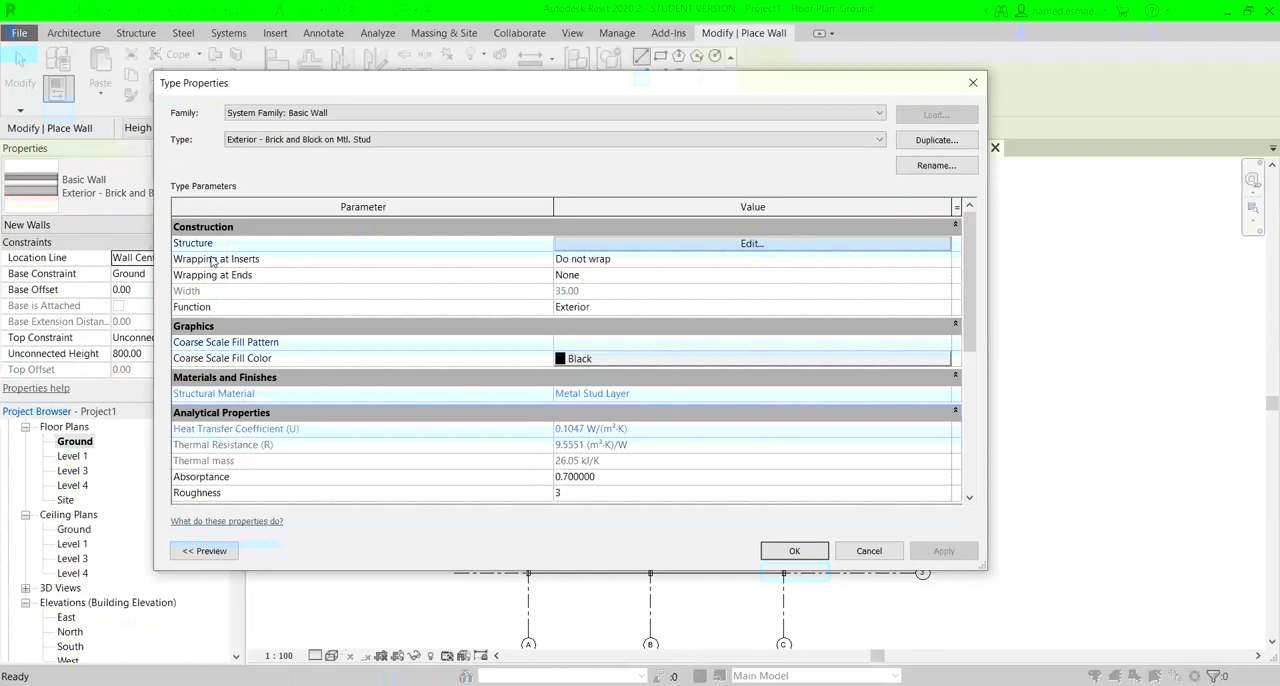 Autodesk Revit 2020.2 - STUDENT VERSION - Project1 - Floor Plan: Ground
hamed.esmae...
File Architecture Structure Steel Systems Insert Annotate Analyze Massing & Site Collaborate View Manage Add-Ins Modify | Place Wall
Modify
Paste
Cope
Modify | Place Wall
Heigh
Properties
Basic Wall
Exterior - Brick and B
New Walls
Constraints
Location Line Wall Cent
Base Constraint Ground
Base Offset 0.00
Base is Attached
Base Extension Distan... 0.00
Top Constraint Unconnec
Unconnected Height 800.00
Top Offset 0.00
Properties help
Project Browser - Project1
Floor Plans
Ground
Level 1
Level 3
Level 4
Site
Ceiling Plans
Ground
Level 1
Level 3
Level 4
3D Views
Elevations (Building Elevation)
East
North
South
West
Type Properties
Family: System Family: Basic Wall Load...
Type: Exterior - Brick and Block on Mtl. Stud Duplicate...
Rename...
Type Parameters
Parameter Value =
Construction
Structure Edit...
Wrapping at Inserts Do not wrap
Wrapping at Ends None
Width 35.00
Function Exterior
Graphics
Coarse Scale Fill Pattern
Coarse Scale Fill Color Black
Materials and Finishes
Structural Material Metal Stud Layer
Analytical Properties
Heat Transfer Coefficient (U) 0.1047 W/(m²·K)
Thermal Resistance (R) 9.5551 (m²·K)/W
Thermal mass 26.05 kJ/K
Absorptance 0.700000
Roughness 3
What do these properties do?
<< Preview OK Cancel Apply
3
A B C
1 : 100
Ready
:0
Main Model
:0